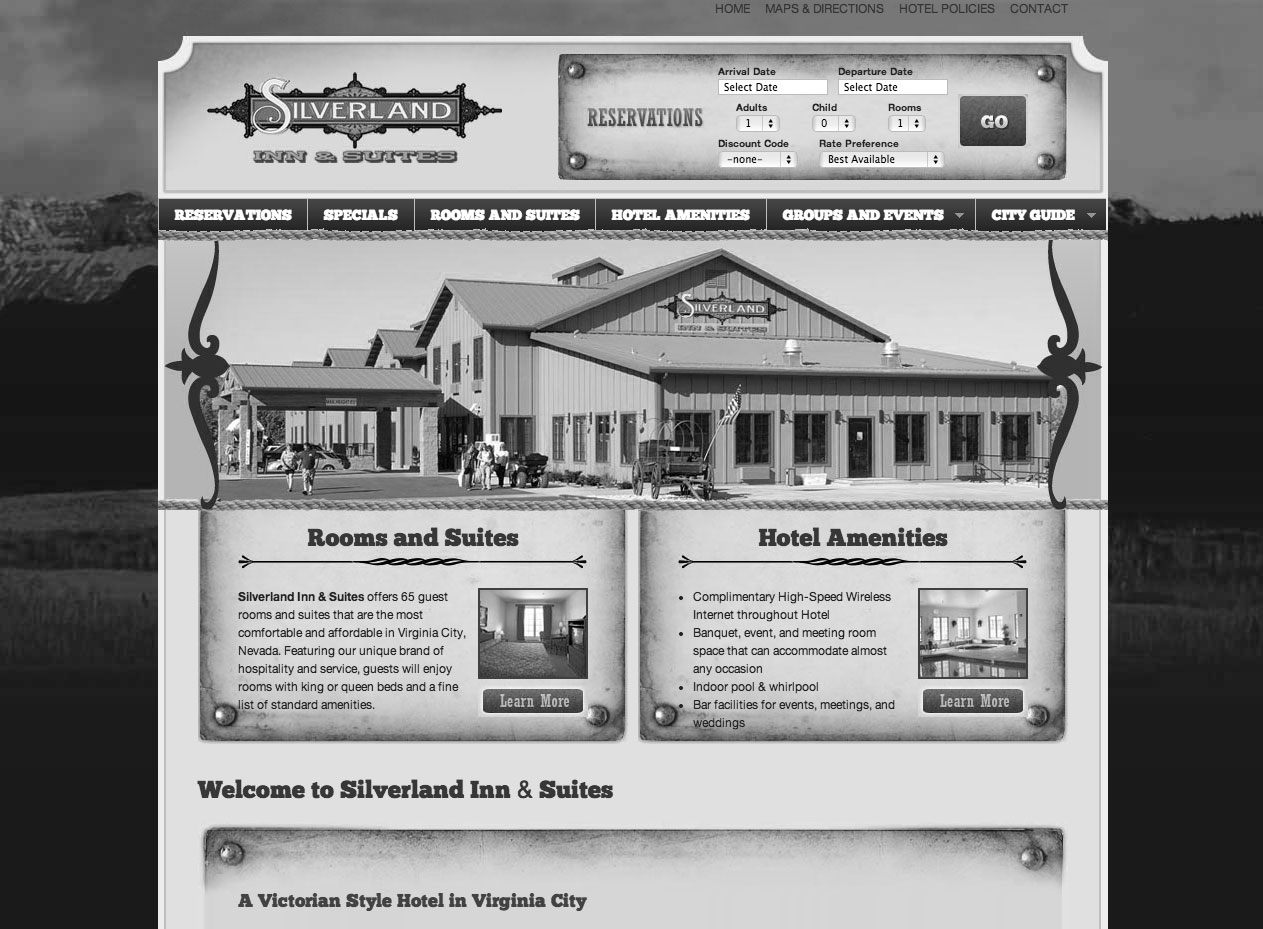 HOME MAPS & DIRECTIONS HOTEL POLICIES CONTACT
SILVERLAND
INN & SUITES
RESERVATIONS
Arrival Date Departure Date
Select Date Select Date
Adults Child Rooms
1 0 1
Discount Code Rate Preference
-none- Best Available
GO
RESERVATIONS SPECIALS ROOMS AND SUITES HOTEL AMENITIES GROUPS AND EVENTS CITY GUIDE
SILVERLAND
INN & SUITES
Rooms and Suites
Silverland Inn & Suites offers 65 guest
rooms and suites that are the most
comfortable and affordable in Virginia City,
Nevada. Featuring our unique brand of
hospitality and service, guests will enjoy
rooms with king or queen beds and a fine
list of standard amenities.
Learn More
Hotel Amenities
• Complimentary High-Speed Wireless
Internet throughout Hotel
• Banquet, event, and meeting room
space that can accommodate almost
any occasion
• Indoor pool & whirlpool
• Bar facilities for events, meetings, and
weddings
Learn More
Welcome to Silverland Inn & Suites
A Victorian Style Hotel in Virginia City